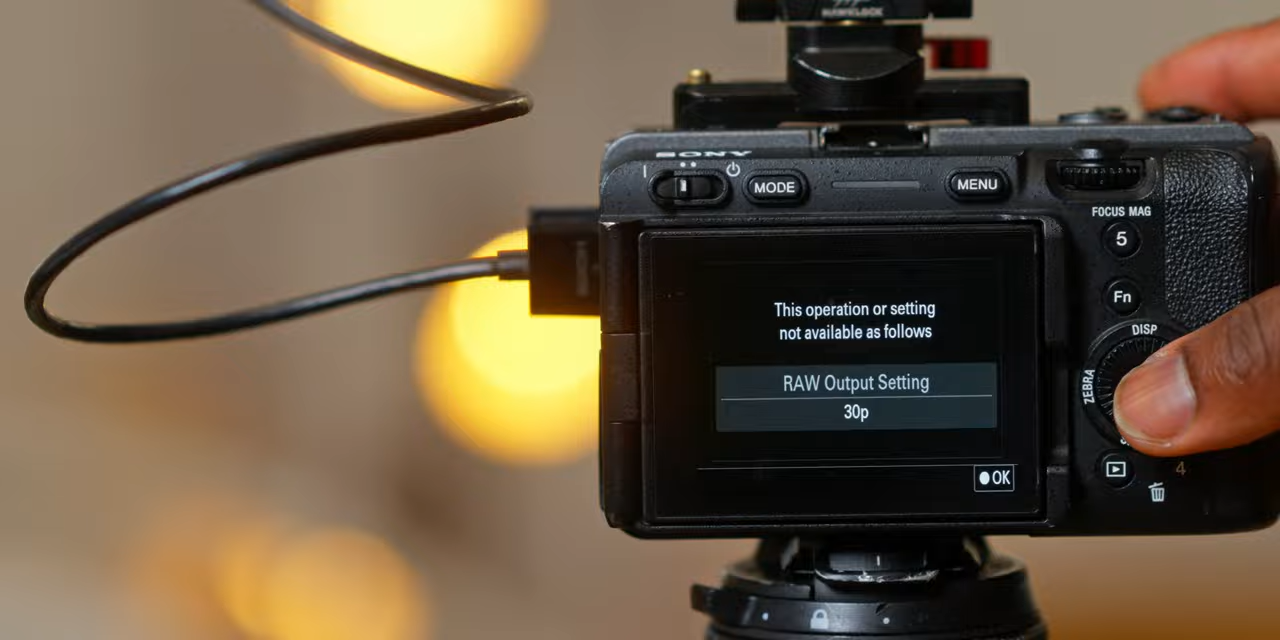 SONY
MODE
MENU
FOCUS MAG
5
Fn
DISP
ZEBRA
This operation or setting
not available as follows
RAW Output Setting
30p
OK
4